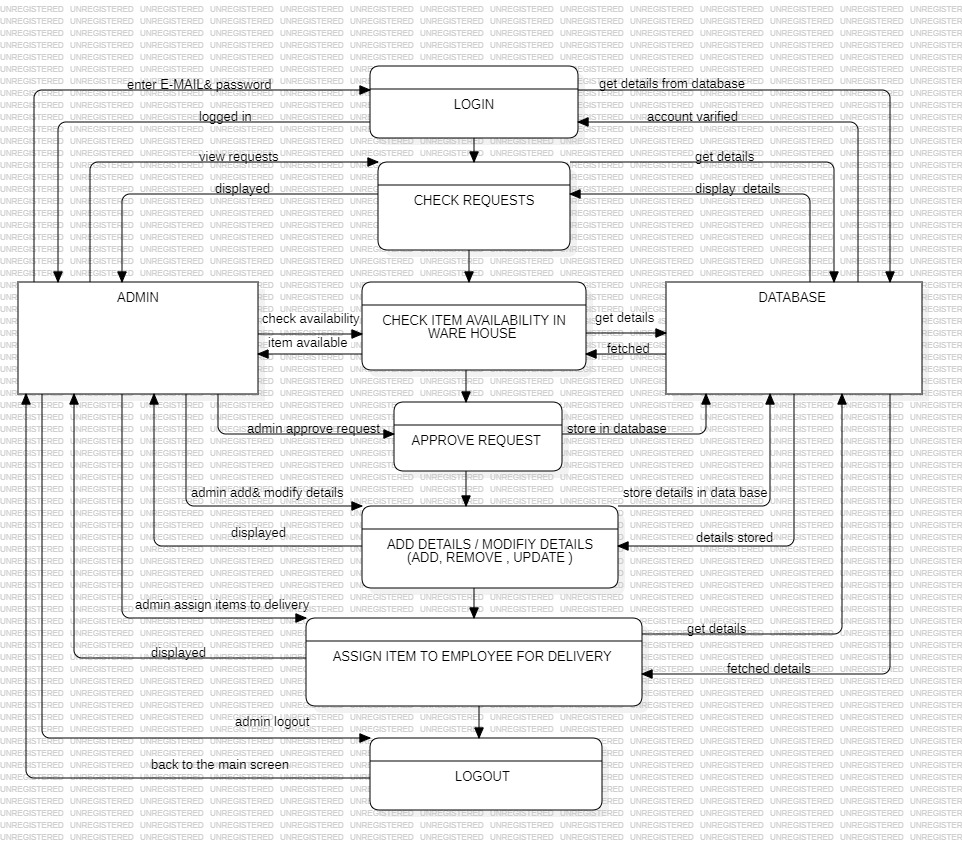 enter E-MAIL& password
get details from database
LOGIN
logged in
account varified
view requests
get details
displayed
display details
CHECK REQUESTS
ADMIN
DATABASE
check availability
CHECK ITEM AVAILABILITY IN
WARE HOUSE
get details
item available
fetched
admin approve request
APPROVE REQUEST
store in database
admin add& modify details
store details in data base
displayed
ADD DETAILS / MODIFIY DETAILS
(ADD, REMOVE , UPDATE )
details stored
admin assign items to delivery
get details
displayed
ASSIGN ITEM TO EMPLOYEE FOR DELIVERY
fetched details
admin logout
back to the main screen
LOGOUT
UNREGISTERED